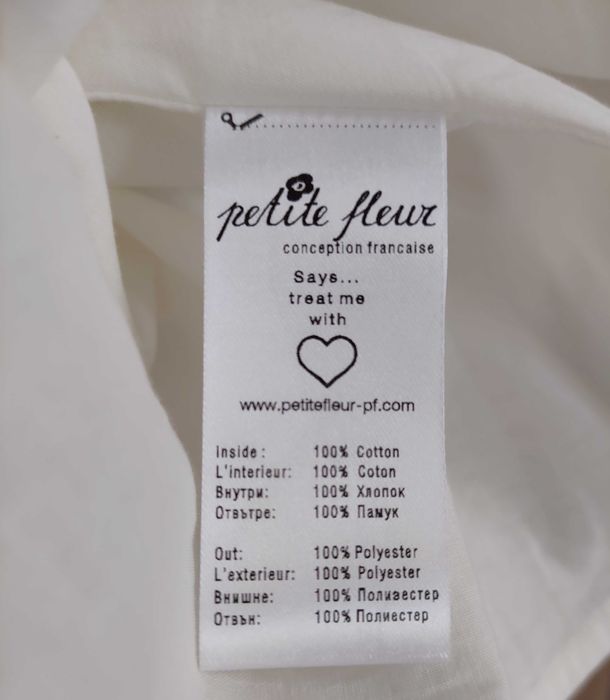 petite fleur
conception francaise
Says...
treat me
with
www.petitefleur-pf.com
Inside : 100% Cotton
L'interieur: 100% Coton
Внутри: 100% Хлопок
Отвътре: 100% Памук
Out: 100% Polyester
L'exterieur: 100% Polyester
Внишне: 100% Полизестер
Отвън: 100% Полиестер